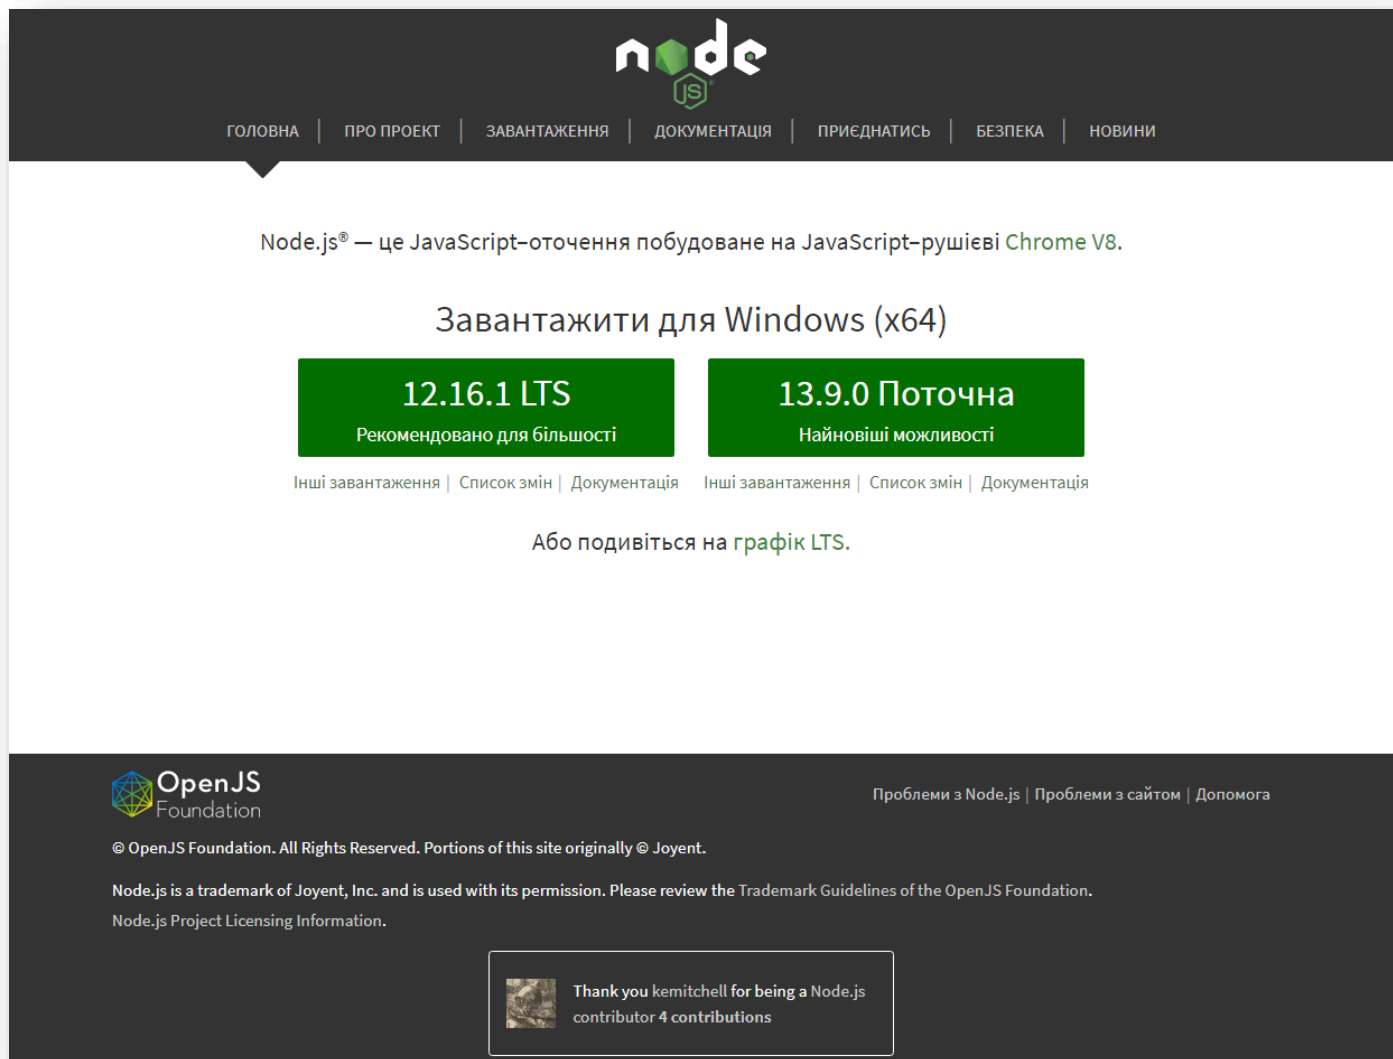 node
JS
ГОЛОВНА | ПРО ПРОЕКТ | ЗАВАНТАЖЕННЯ | ДОКУМЕНТАЦІЯ | ПРИЄДНАТИСЬ | БЕЗПЕКА | НОВИНИ
Node.js® — це JavaScript–оточення побудоване на JavaScript–рушієві Chrome V8.
Завантажити для Windows (x64)
12.16.1 LTS
Рекомендовано для більшості
13.9.0 Поточна
Найновіші можливості
Інші завантаження | Список змін | Документація
Інші завантаження | Список змін | Документація
Або подивіться на графік LTS.
OpenJS
Foundation
Проблеми з Node.js | Проблеми з сайтом | Допомога
© OpenJS Foundation. All Rights Reserved. Portions of this site originally © Joyent.
Node.js is a trademark of Joyent, Inc. and is used with its permission. Please review the Trademark Guidelines of the OpenJS Foundation.
Node.js Project Licensing Information.
Thank you kemitchell for being a Node.js
contributor 4 contributions